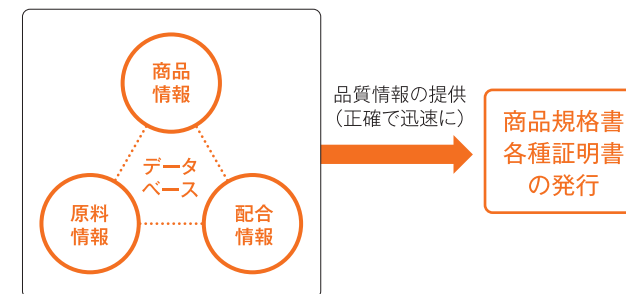 商品
情報
データ
ベース
原料
情報
配合
情報
品質情報の提供
（正確で迅速に）
商品規格書
各種証明書
の発行